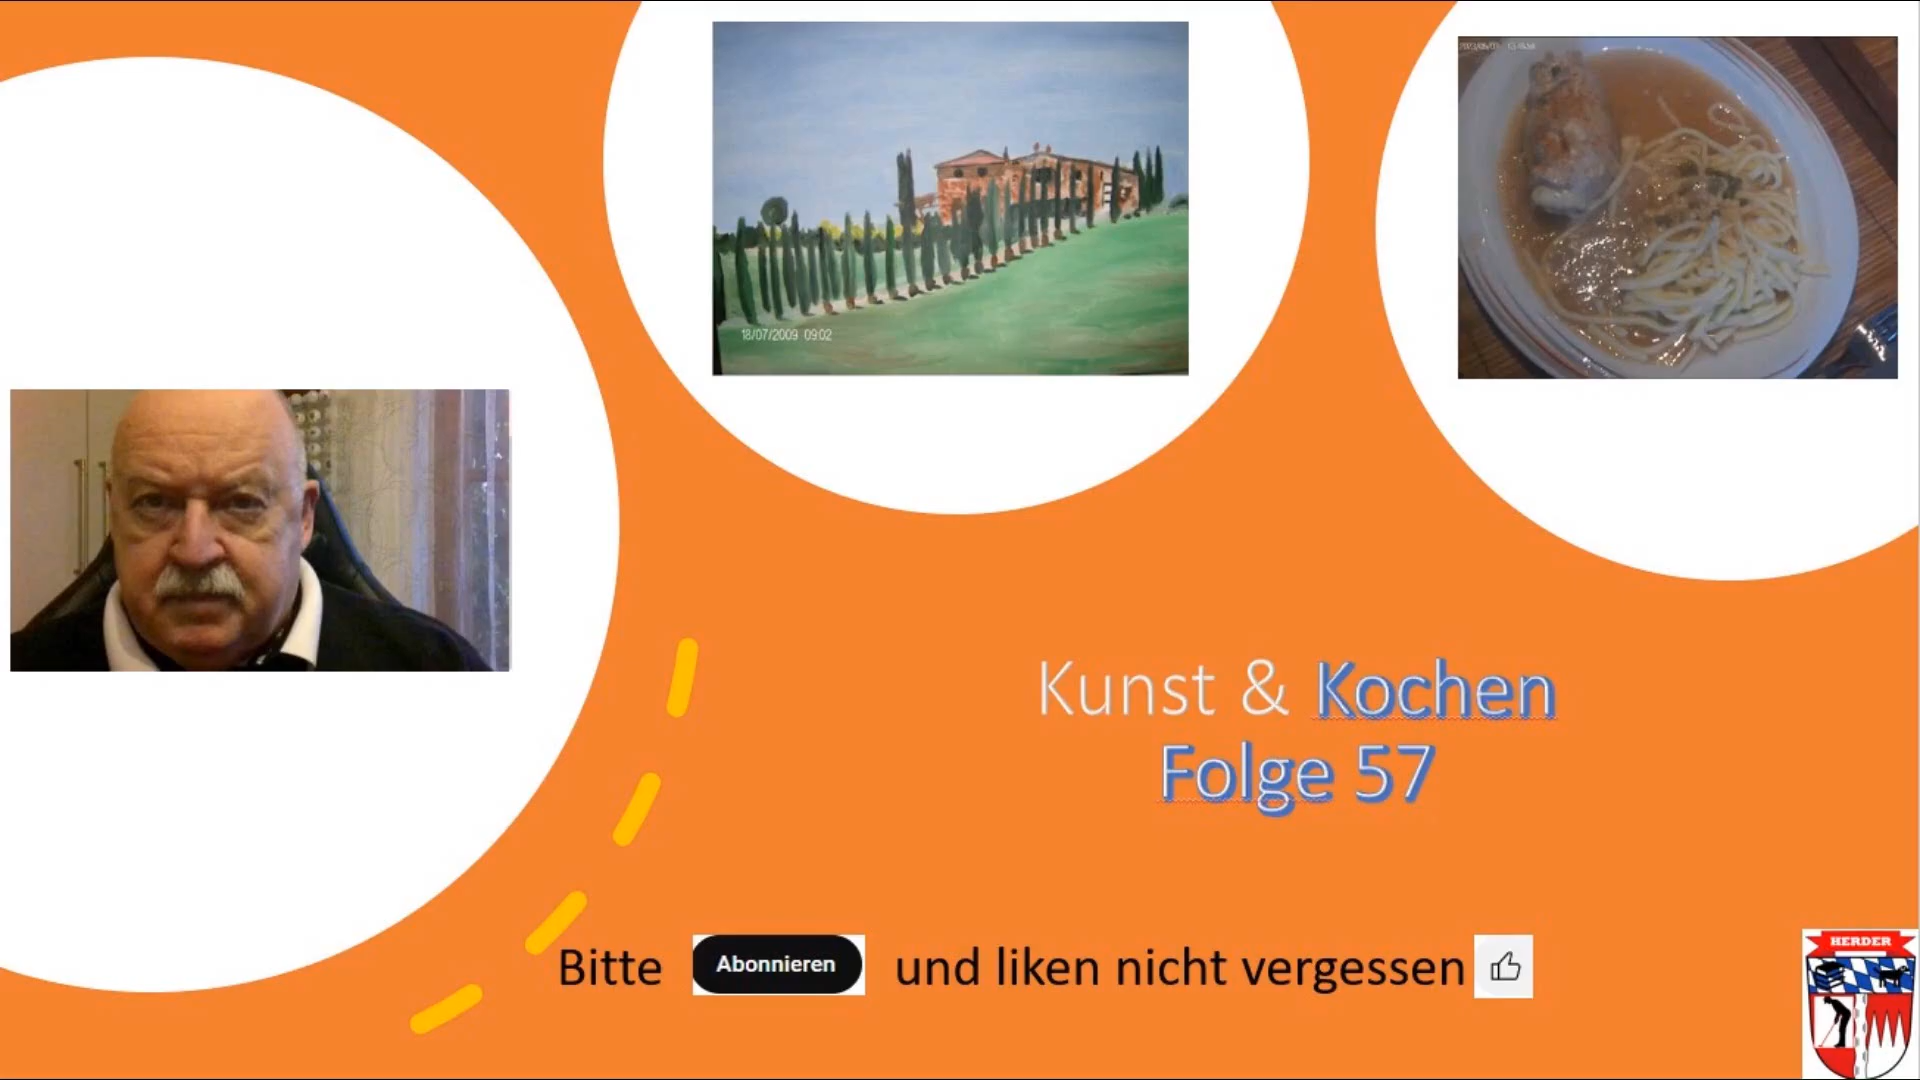 18/07/2009 09:02
Kunst & Kochen
Folge 57
Bitte Abonnieren und liken nicht vergessen
HERDER